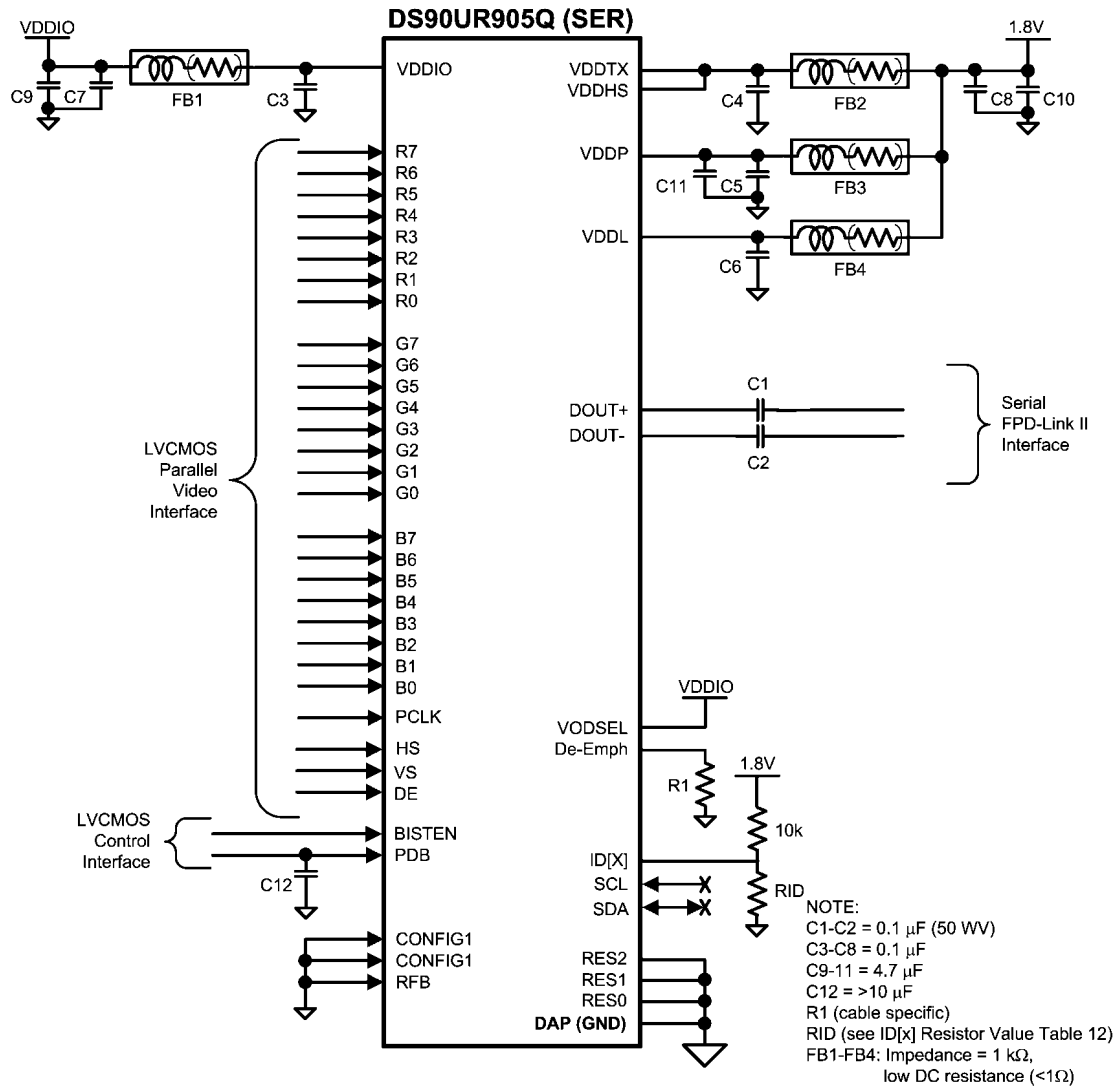 DS90UR905Q (SER)
VDDIO
C9
C7
FB1
C3
VDDIO
VDDTX
VDDHS
C4
FB2
1.8V
C8
C10
VDDP
C11
C5
FB3
VDDL
C6
FB4
R7
R6
R5
R4
R3
R2
R1
R0
G7
G6
G5
G4
G3
G2
G1
G0
LVCMOS
Parallel
Video
Interface
B7
B6
B5
B4
B3
B2
B1
B0
PCLK
HS
VS
DE
LVCMOS
Control
Interface
BISTEN
PDB
C12
CONFIG1
CONFIG1
RFB
DOUT+
DOUT-
C1
C2
Serial
FPD-Link II
Interface
VDDIO
VODSEL
De-Emph
R1
1.8V
10k
ID[X]
SCL
SDA
RID
RES2
RES1
RES0
DAP (GND)
NOTE:
C1-C2 = 0.1 μF (50 WV)
C3-C8 = 0.1 μF
C9-11 = 4.7 μF
C12 = >10 μF
R1 (cable specific)
RID (see ID[x] Resistor Value Table 12)
FB1-FB4: Impedance = 1 kΩ,
low DC resistance (<1Ω)